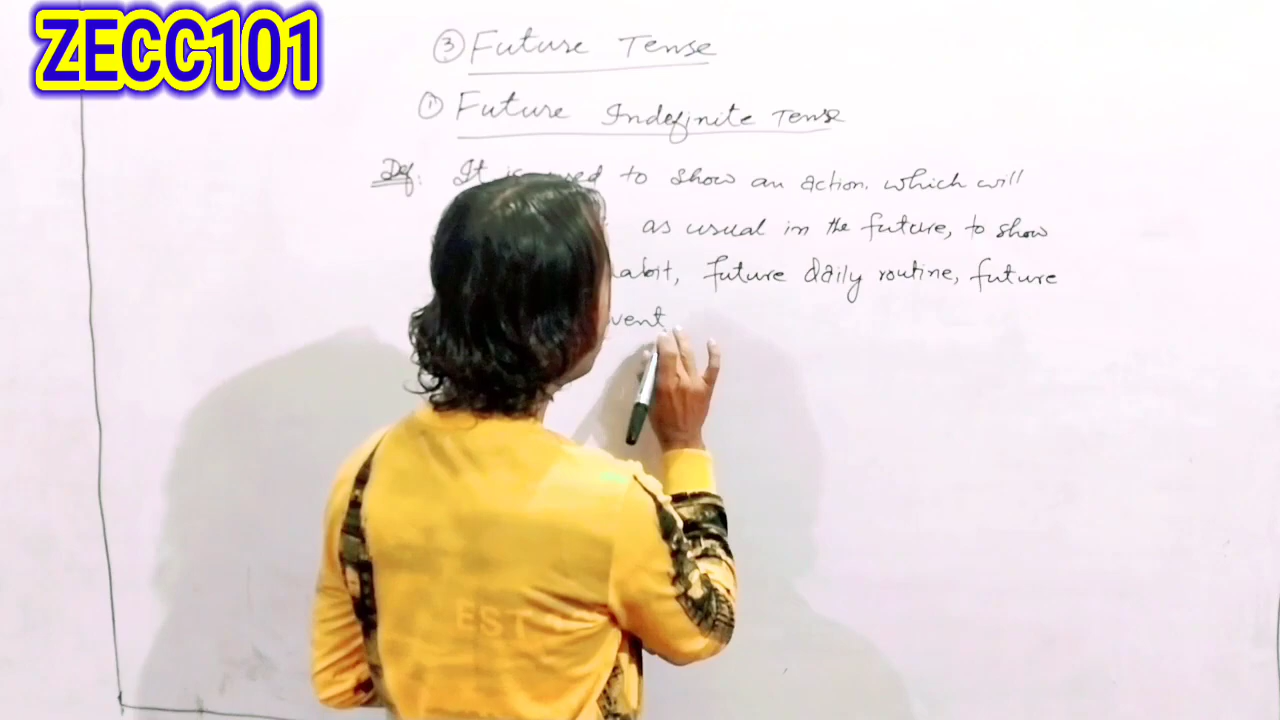 ZECC101
③ Future Tense
① Future Indefinite Tense
Def: It is used to show an action. which will
as usual in the future, to show
habit, future daily routine, future
event
EST